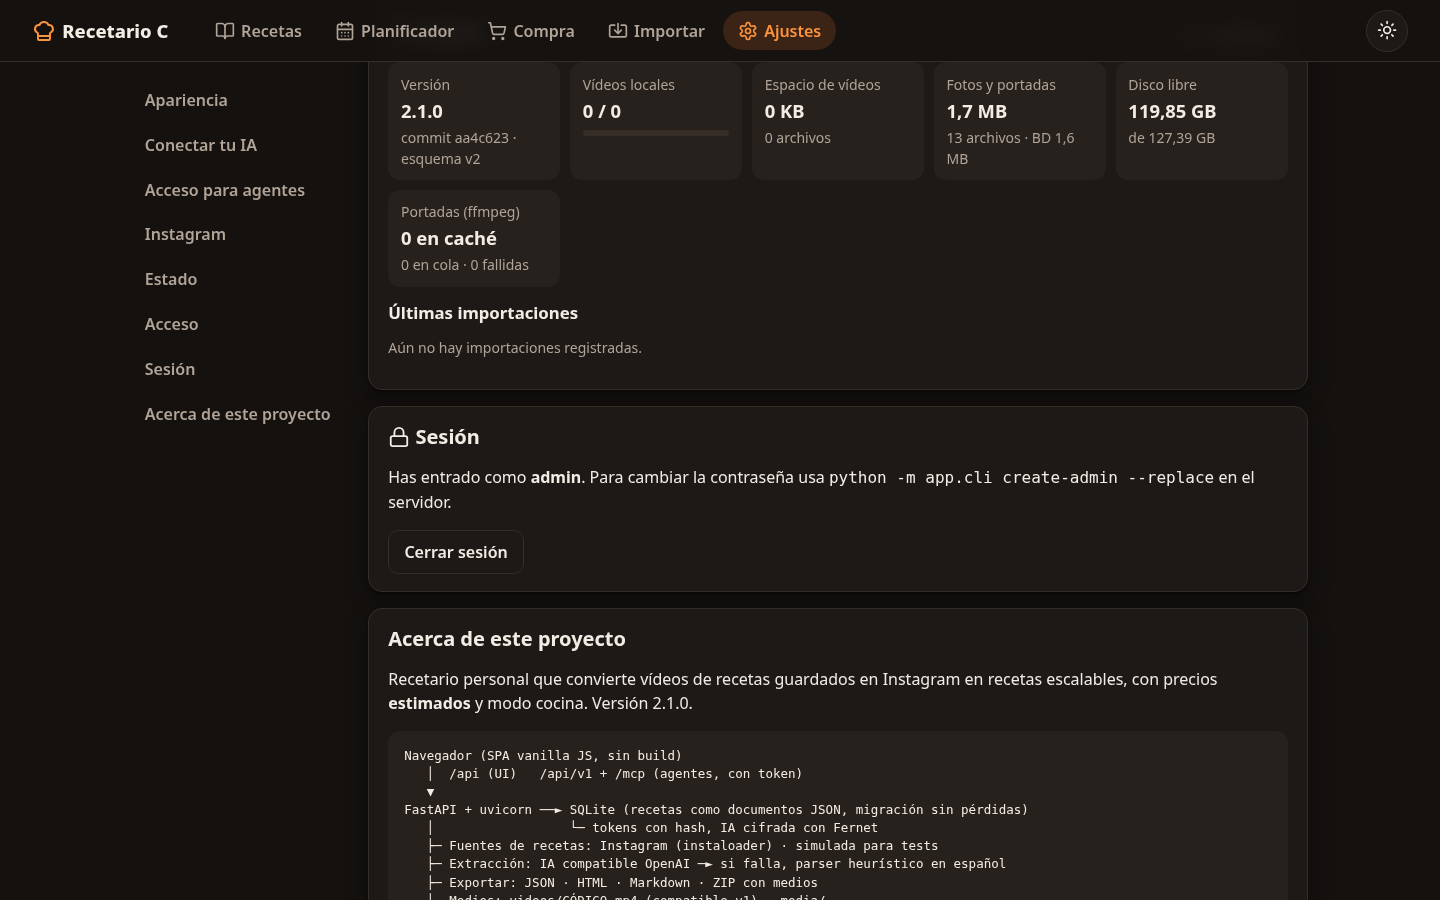 Recetario C
Recetas
Planificador
Compra
Importar
Ajustes
Apariencia
Conectar tu IA
Acceso para agentes
Instagram
Estado
Acceso
Sesión
Acerca de este proyecto
Versión
2.1.0
commit aa4c623 ·
esquema v2
Vídeos locales
0 / 0
Espacio de vídeos
0 KB
0 archivos
Fotos y portadas
1,7 MB
13 archivos · BD 1,6
MB
Disco libre
119,85 GB
de 127,39 GB
Portadas (ffmpeg)
0 en caché
0 en cola · 0 fallidas
Últimas importaciones
Aún no hay importaciones registradas.
Sesión
Has entrado como admin. Para cambiar la contraseña usa python -m app.cli create-admin --replace en el
servidor.
Cerrar sesión
Acerca de este proyecto
Recetario personal que convierte vídeos de recetas guardados en Instagram en recetas escalables, con precios
estimados y modo cocina. Versión 2.1.0.
Navegador (SPA vanilla JS, sin build)
│  /api (UI)   /api/v1 + /mcp (agentes, con token)
▼
FastAPI + uvicorn ──► SQLite (recetas como documentos JSON, migración sin pérdidas)
│                  └─ tokens con hash, IA cifrada con Fernet
├─ Fuentes de recetas: Instagram (instaloader) · simulada para tests
├─ Extracción: IA compatible OpenAI ─► si falla, parser heurístico en español
├─ Exportar: JSON · HTML · Markdown · ZIP con medios
Medios: videos/CÓDIGO.mp4 (compatible v1)
media/